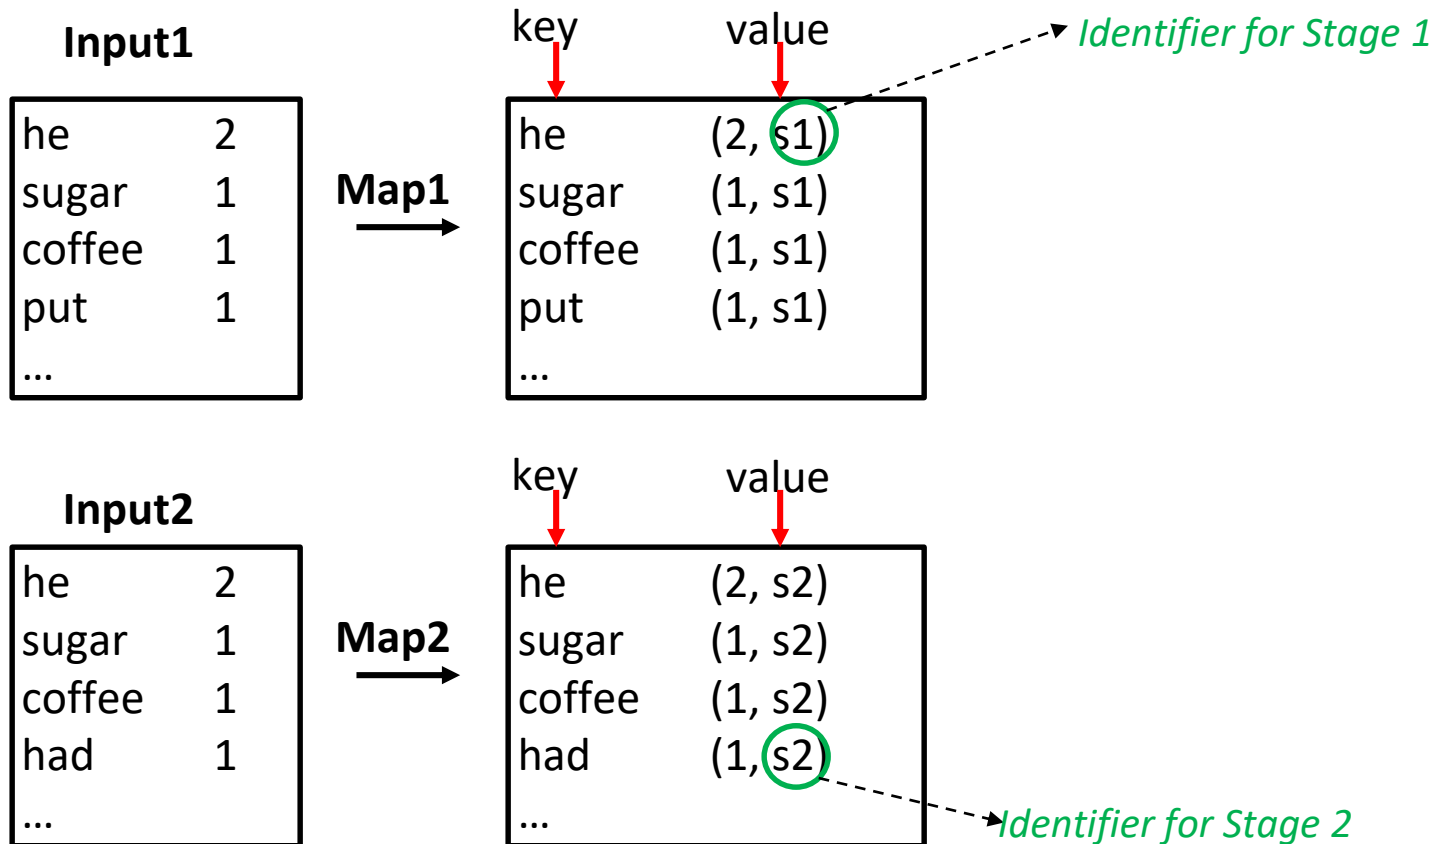 Input1
key value Identifier for Stage 1
he 2
sugar 1
coffee 1
put 1
...
Map1
he (2, s1)
sugar (1, s1)
coffee (1, s1)
put (1, s1)
...
Input2
key value
he 2
sugar 1
coffee 1
had 1
...
Map2
he (2, s2)
sugar (1, s2)
coffee (1, s2)
had (1, s2)
...
Identifier for Stage 2